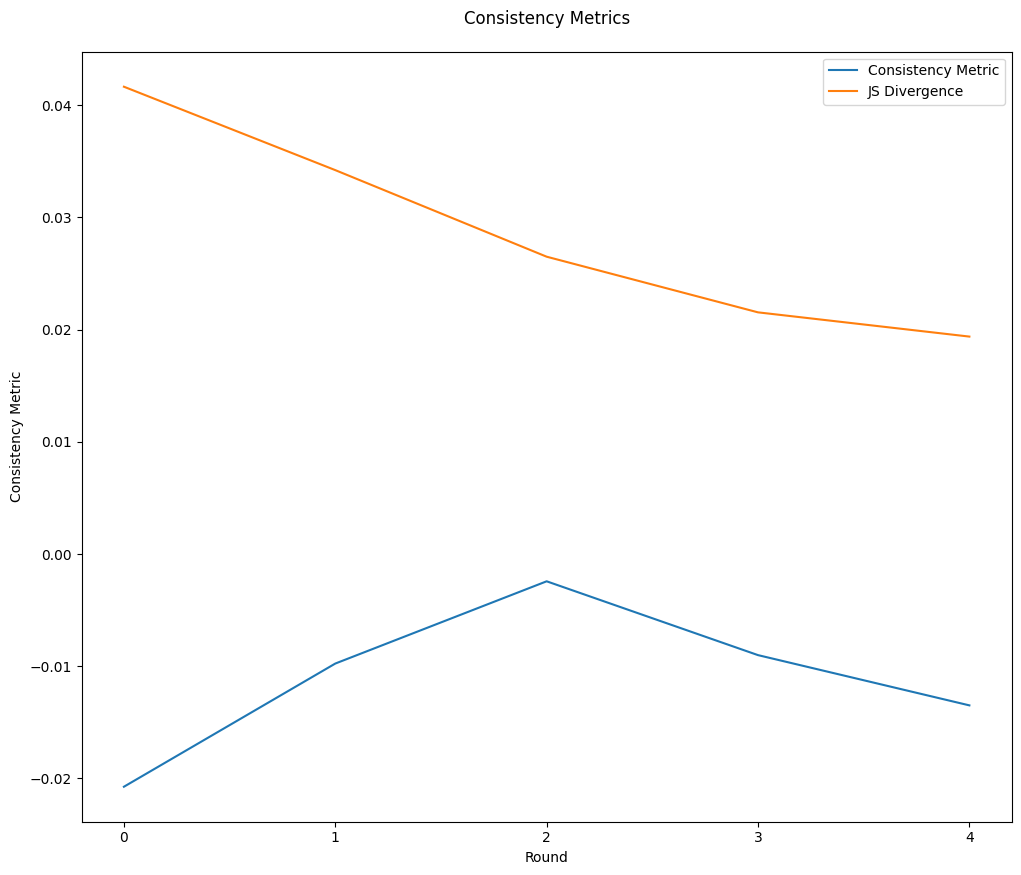 Consistency Metrics
Consistency Metric
JS Divergence
0.04
0.03
0.02
0.01
0.00
−0.01
−0.02
Consistency Metric
0
1
2
3
4
Round